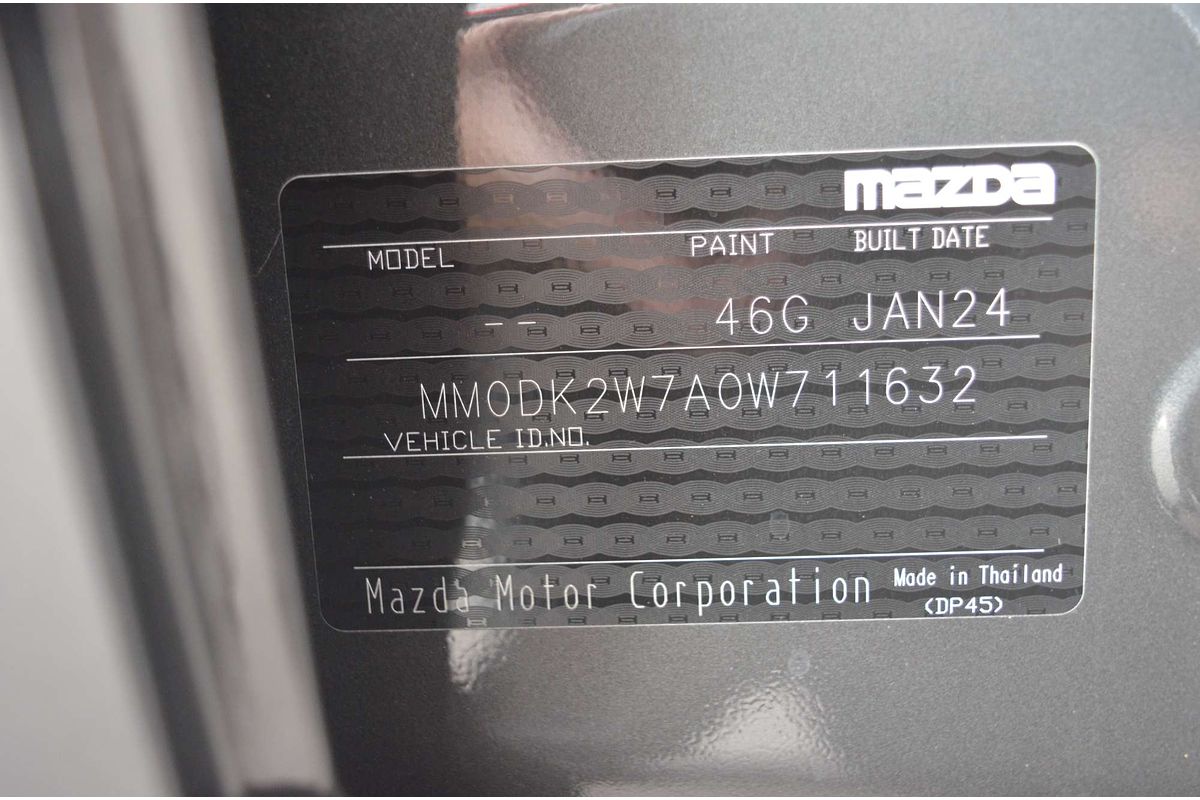 mazda
MODEL PAINT BUILT DATE
-- 46G JAN24
MM0DK2W7A0W711632
VEHICLE ID.NO.
Mazda Motor Corporation Made in Thailand
(DP45)